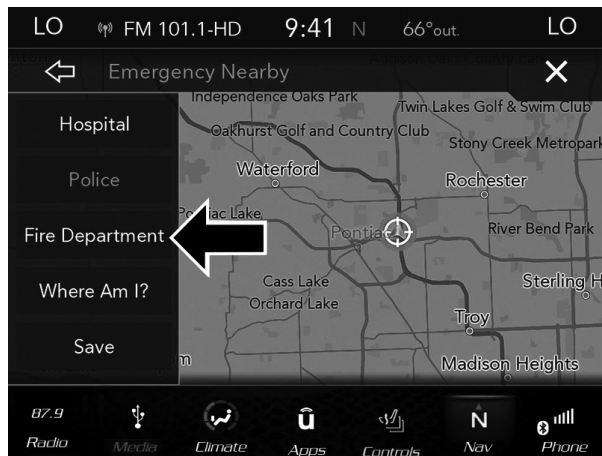 LO FM 101.1-HD 9:41 N 66°out. LO
Emergency Nearby
Independence Oaks Park
Twin Lakes Golf & Swim Club
Hospital
Oakhurst Golf and Country Club
Stony Creek Metropark
Waterford
Police
Rochester
Pontiac Lake
Pontiac
River Bend Park
Fire Department
Where Am I?
Cass Lake
Sterling H
Orchard Lake
Troy
Save
m
Madison Heights
87.9
û
N
Radio Media Climate Apps Controls Nav Phone